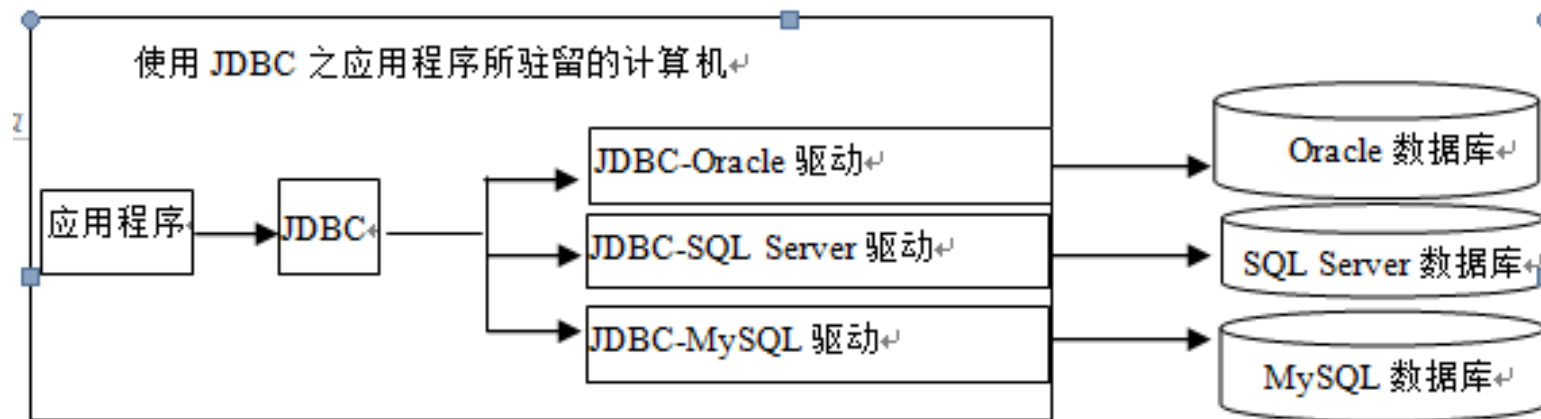 使用 JDBC 之应用程序所驻留的计算机
JDBC-Oracle 驱动
Oracle 数据库
应用程序
JDBC
JDBC-SQL Server 驱动
SQL Server 数据库
JDBC-MySQL 驱动
MySQL 数据库